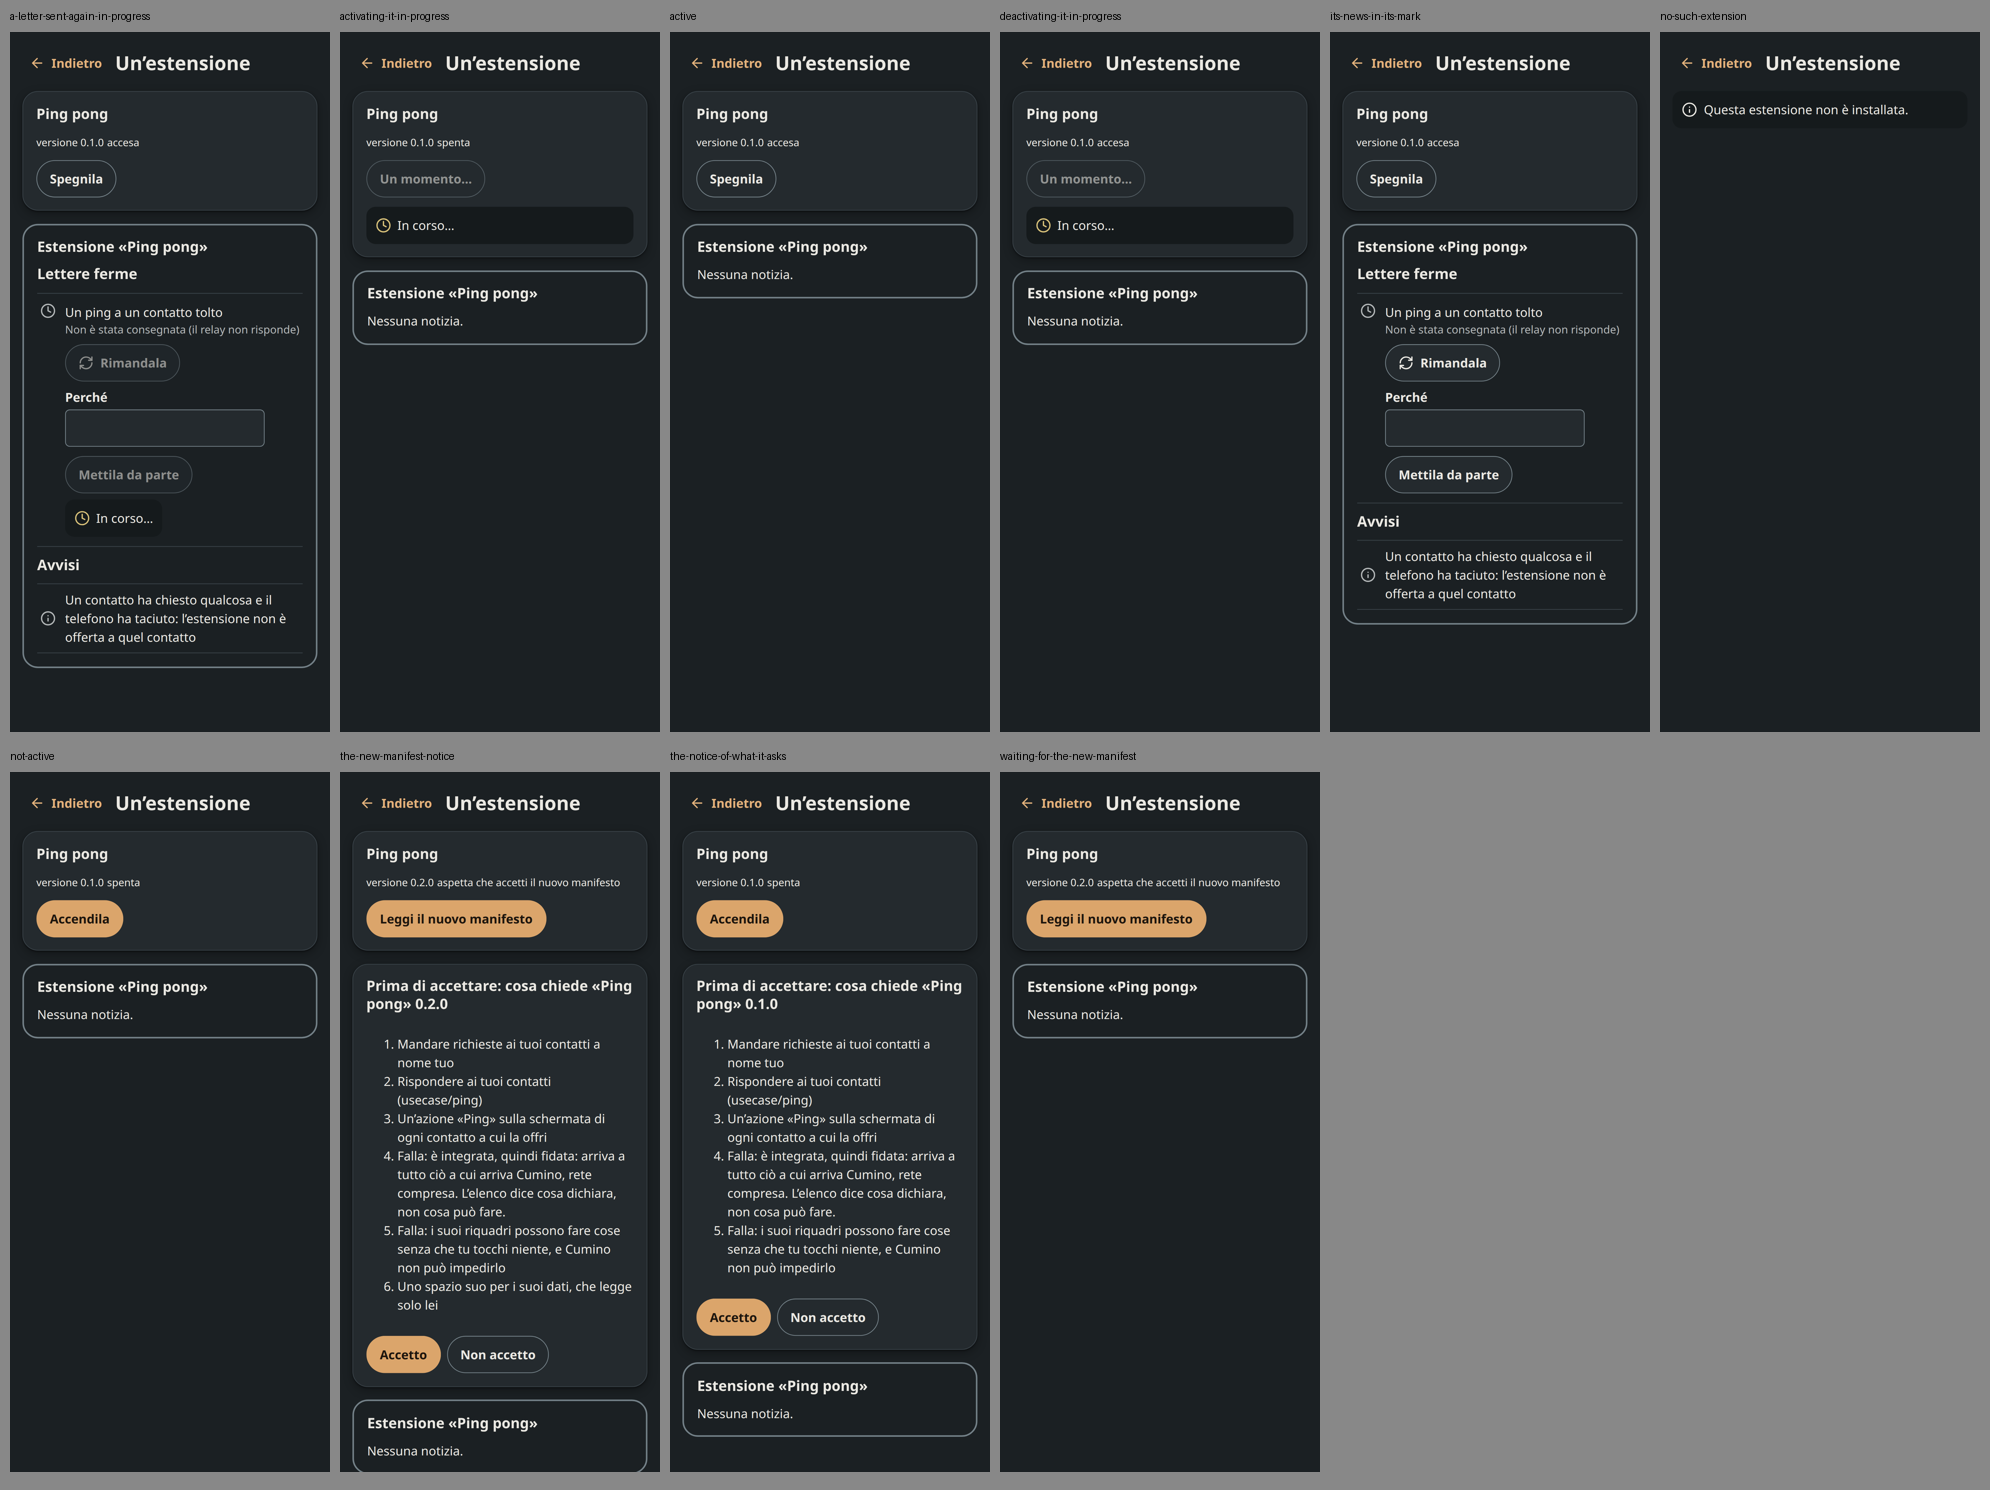 a-letter-sent-again-in-progress
Indietro Un’estensione
Ping pong
versione 0.1.0 accesa
Spegnila
Estensione «Ping pong»
Lettere ferme
Un ping a un contatto tolto
Non è stata consegnata (il relay non risponde)
Rimandala
Perché
Mettila da parte
In corso…
Avvisi
Un contatto ha chiesto qualcosa e il
telefono ha taciuto: l’estensione non è
offerta a quel contatto
activating-it-in-progress
Indietro Un’estensione
Ping pong
versione 0.1.0 spenta
Un momento…
In corso…
Estensione «Ping pong»
Nessuna notizia.
active
Indietro Un’estensione
Ping pong
versione 0.1.0 accesa
Spegnila
Estensione «Ping pong»
Nessuna notizia.
deactivating-it-in-progress
Indietro Un’estensione
Ping pong
versione 0.1.0 accesa
Un momento…
In corso…
Estensione «Ping pong»
Nessuna notizia.
its-news-in-its-mark
Indietro Un’estensione
Ping pong
versione 0.1.0 accesa
Spegnila
Estensione «Ping pong»
Lettere ferme
Un ping a un contatto tolto
Non è stata consegnata (il relay non risponde)
Rimandala
Perché
Mettila da parte
Avvisi
Un contatto ha chiesto qualcosa e il
telefono ha taciuto: l’estensione non è
offerta a quel contatto
no-such-extension
Indietro Un’estensione
Questa estensione non è installata.
not-active
Indietro Un’estensione
Ping pong
versione 0.1.0 spenta
Accendila
Estensione «Ping pong»
Nessuna notizia.
the-new-manifest-notice
Indietro Un’estensione
Ping pong
versione 0.2.0 aspetta che accetti il nuovo manifesto
Leggi il nuovo manifesto
Prima di accettare: cosa chiede «Ping
pong» 0.2.0
1. Mandare richieste ai tuoi contatti a
nome tuo
2. Rispondere ai tuoi contatti
(usecase/ping)
3. Un’azione «Ping» sulla schermata di
ogni contatto a cui la offri
4. Falla: è integrata, quindi fidata: arriva a
tutto ciò a cui arriva Cumino, rete
compresa. L’elenco dice cosa dichiara,
non cosa può fare.
5. Falla: i suoi riquadri possono fare cose
senza che tu tocchi niente, e Cumino
non può impedirlo
6. Uno spazio suo per i suoi dati, che legge
solo lei
Accetto Non accetto
Estensione «Ping pong»
Nessuna notizia.
the-notice-of-what-it-asks
Indietro Un’estensione
Ping pong
versione 0.1.0 spenta
Accendila
Prima di accettare: cosa chiede «Ping
pong» 0.1.0
1. Mandare richieste ai tuoi contatti a
nome tuo
2. Rispondere ai tuoi contatti
(usecase/ping)
3. Un’azione «Ping» sulla schermata di
ogni contatto a cui la offri
4. Falla: è integrata, quindi fidata: arriva a
tutto ciò a cui arriva Cumino, rete
compresa. L’elenco dice cosa dichiara,
non cosa può fare.
5. Falla: i suoi riquadri possono fare cose
senza che tu tocchi niente, e Cumino
non può impedirlo
Accetto Non accetto
Estensione «Ping pong»
Nessuna notizia.
waiting-for-the-new-manifest
Indietro Un’estensione
Ping pong
versione 0.2.0 aspetta che accetti il nuovo manifesto
Leggi il nuovo manifesto
Estensione «Ping pong»
Nessuna notizia.